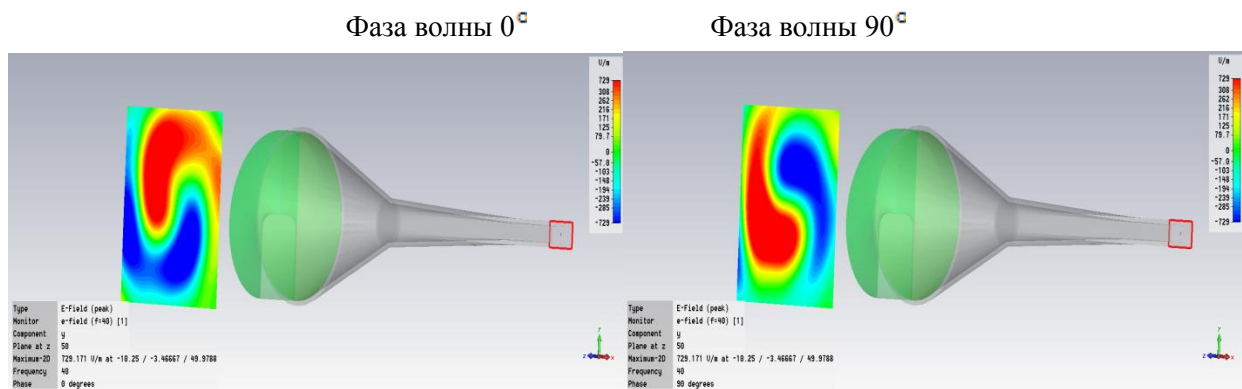 Фаза волны 0° Фаза волны 90°
V/m
729
308
262
216
171
125
79.7
0
-57.0
-103
-148
-194
-239
-285
-729
Type E-Field (peak)
Monitor e-field (f=40) [1]
Component y
Plane at z 50
Maximum-2D 729.171 V/m at -18.25 / -3.46667 / 49.9788
Frequency 40
Phase 0 degrees
y
z x
V/m
729
308
262
216
171
125
79.7
0
-57.0
-103
-148
-194
-239
-285
-729
Type E-Field (peak)
Monitor e-field (f=40) [1]
Component y
Plane at z 50
Maximum-2D 729.171 V/m at -18.25 / -3.46667 / 49.9788
Frequency 40
Phase 90 degrees
y
z x